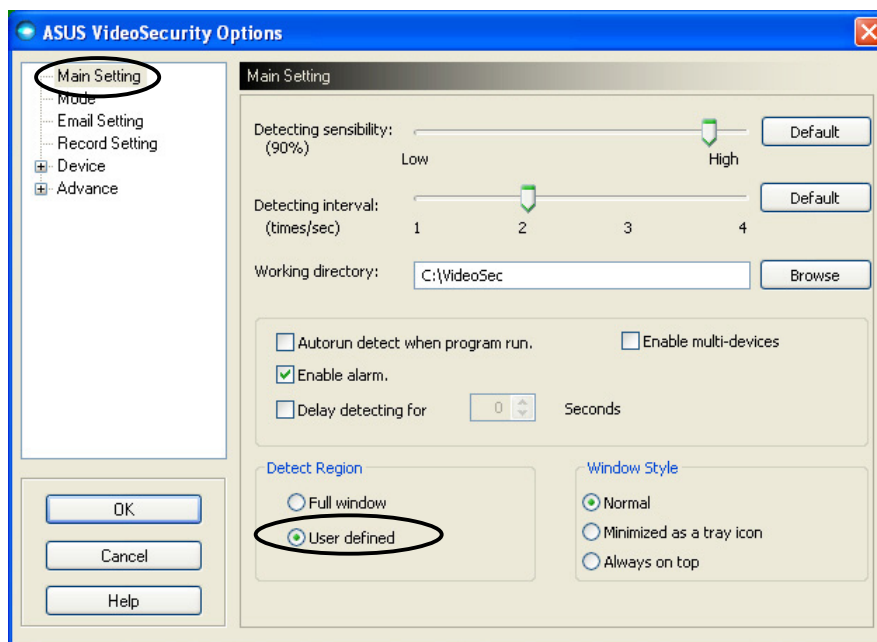 ASUS VideoSecurity Options
Main Setting
Mode
Email Setting
Record Setting
Device
Advance
OK
Cancel
Help
Main Setting
Detecting sensibility:
(90%)
Low High
Default
Detecting interval:
(times/sec)
1 2 3 4
Default
Working directory:
C:\VideoSec
Browse
Autorun detect when program run.
Enable multi-devices
Enable alarm.
Delay detecting for 0 Seconds
Detect Region
Full window
User defined
Window Style
Normal
Minimized as a tray icon
Always on top